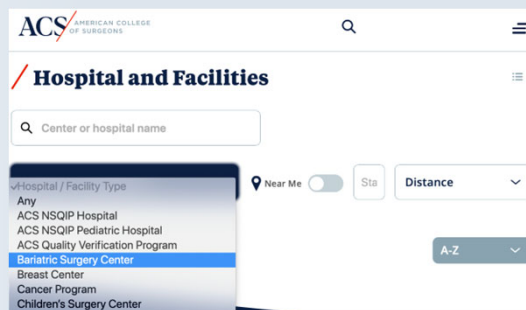 ACS AMERICAN COLLEGE
OF SURGEONS
Hospital and Facilities
Center or hospital name
✓Hospital / Facility Type
Near Me
Sta
Distance
Any
ACS NSQIP Hospital
ACS NSQIP Pediatric Hospital
ACS Quality Verification Program
Bariatric Surgery Center
A-Z
Breast Center
Cancer Program
Children's Surgery Center